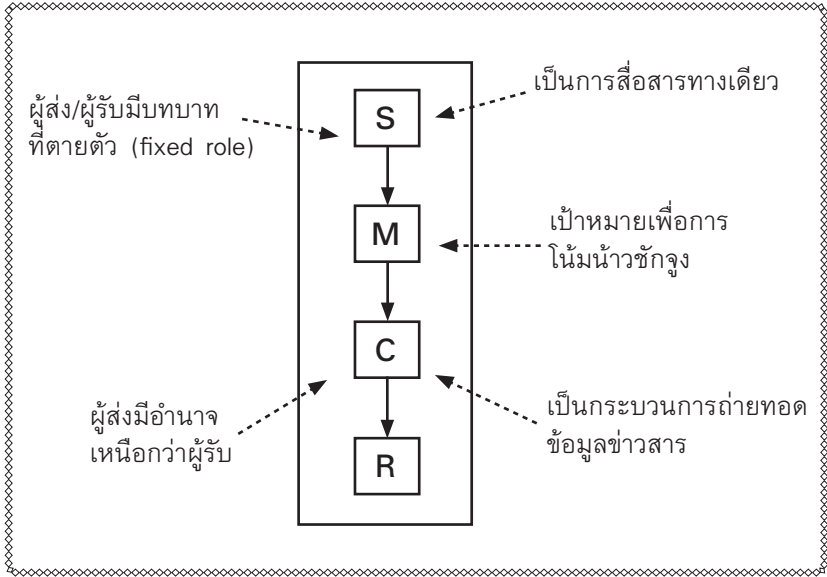 เป็นการสื่อสารทางเดียว
ผู้ส่ง/ผู้รับมีบทบาท
ที่ตายตัว (fixed role)
S
M
เป้าหมายเพื่อการ
โน้มน้าวชักจูง
C
ผู้ส่งมีอำนาจ
เหนือกว่าผู้รับ
เป็นกระบวนการถ่ายทอด
ข้อมูลข่าวสาร
R